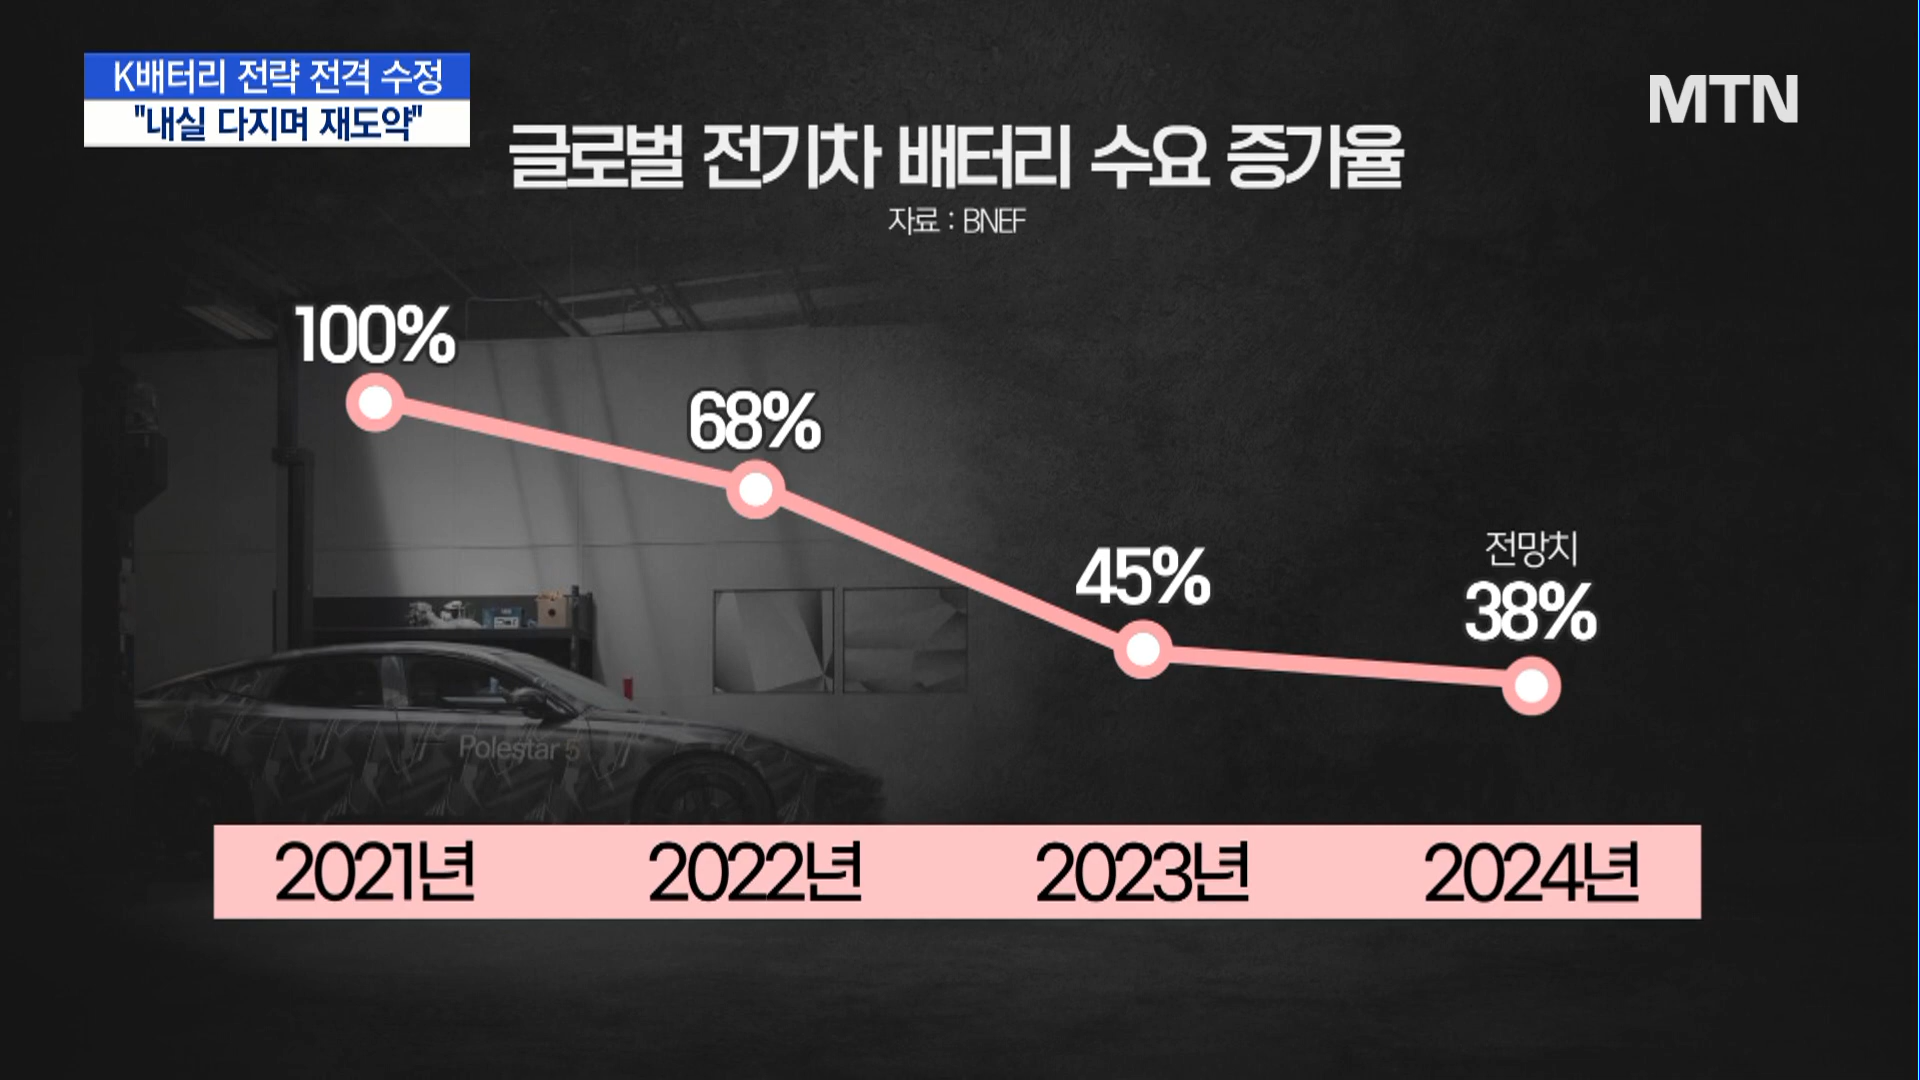 K배터리 전략 전격 수정
"내실 다지며 재도약"
MTN
글로벌 전기차 배터리 수요 증가율
자료 : BNEF
100%
68%
45%
전망치
38%
Polestar 5
2021년
2022년
2023년
2024년